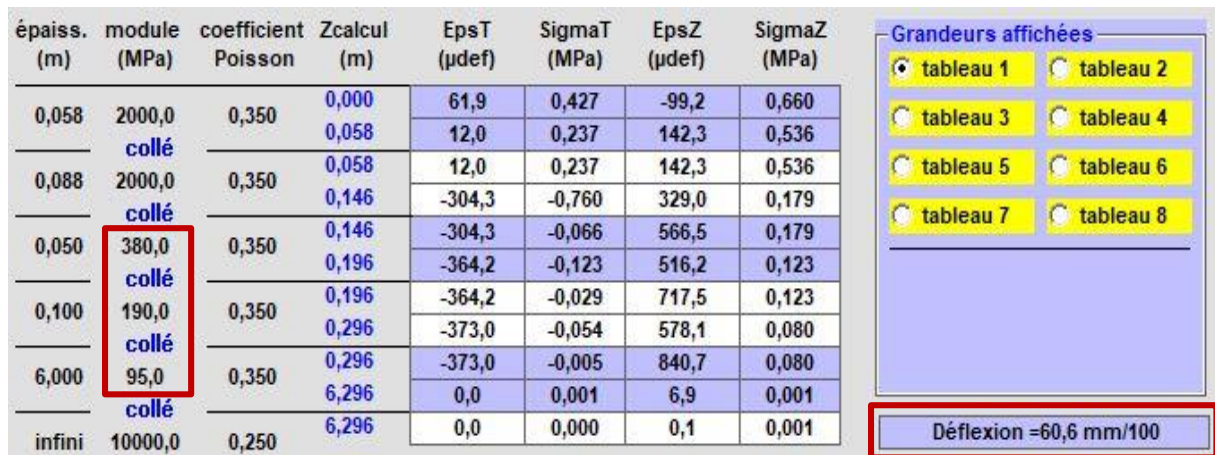 épaiss. module coefficient Zcalcul EpsT SigmaT EpsZ SigmaZ
(m) (MPa) Poisson (m) (µdef) (MPa) (µdef) (MPa)
0,058 2000,0 0,350 0,000 61,9 0,427 -99,2 0,660
collé 0,058 12,0 0,237 142,3 0,536
0,088 2000,0 0,350 0,058 12,0 0,237 142,3 0,536
collé 0,146 -304,3 -0,760 329,0 0,179
0,050 380,0 0,350 0,146 -304,3 -0,066 566,5 0,179
collé 0,196 -364,2 -0,123 516,2 0,123
0,100 190,0 0,350 0,196 -364,2 -0,029 717,5 0,123
collé 0,296 -373,0 -0,054 578,1 0,080
6,000 95,0 0,350 0,296 -373,0 -0,005 840,7 0,080
collé 6,296 0,0 0,001 6,9 0,001
infini 10000,0 0,250 6,296 0,0 0,000 0,1 0,001
Grandeurs affichées
tableau 1 tableau 2
tableau 3 tableau 4
tableau 5 tableau 6
tableau 7 tableau 8
Déflexion =60,6 mm/100